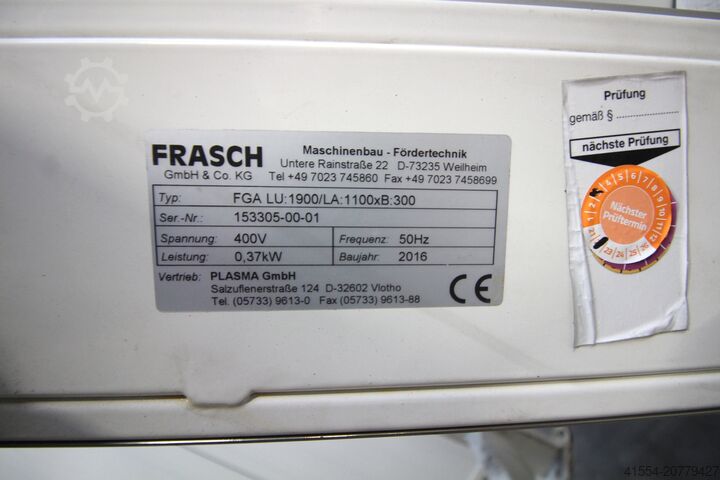 FRASCH
GmbH & Co. KG
Maschinenbau - Fördertechnik
Untere Rainstraße 22 D-73235 Weilheim
Tel +49 7023 745860 Fax +49 7023 7458699
Typ: FGA LU:1900/LA:1100xB:300
Ser.-Nr.: 153305-00-01
Spannung: 400V Frequenz: 50Hz
Leistung: 0,37kW Baujahr: 2016
Vertrieb: PLASMA GmbH
Salzuflenerstraße 124 D-32602 Vlotho
Tel. (05733) 9613-0 Fax (05733) 9613-88
CE
Prüfung
gemäß §
nächste Prüfung
Nächster
Prüftermin
41554-20779427